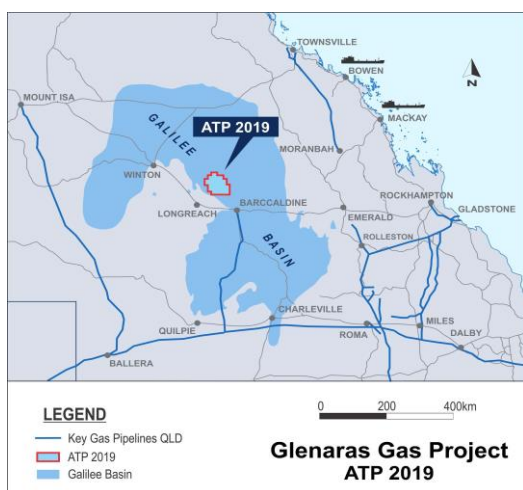 TOWNSVILLE
BOWEN
N
MOUNT ISA
MACKAY
GALILEE
ATP 2019
MORANBAH
WINTON
ROCKHAMPTON
LONGREACH
BARCCALDINE
EMERALD
GLADSTONE
ROLLESTON
BASIN
CHARLEVILLE
QUILPIE
ROMA
MILES
DALBY
BALLERA
LEGEND
0 200 400km
Key Gas Pipelines QLD
ATP 2019
Galilee Basin
Glenaras Gas Project
ATP 2019